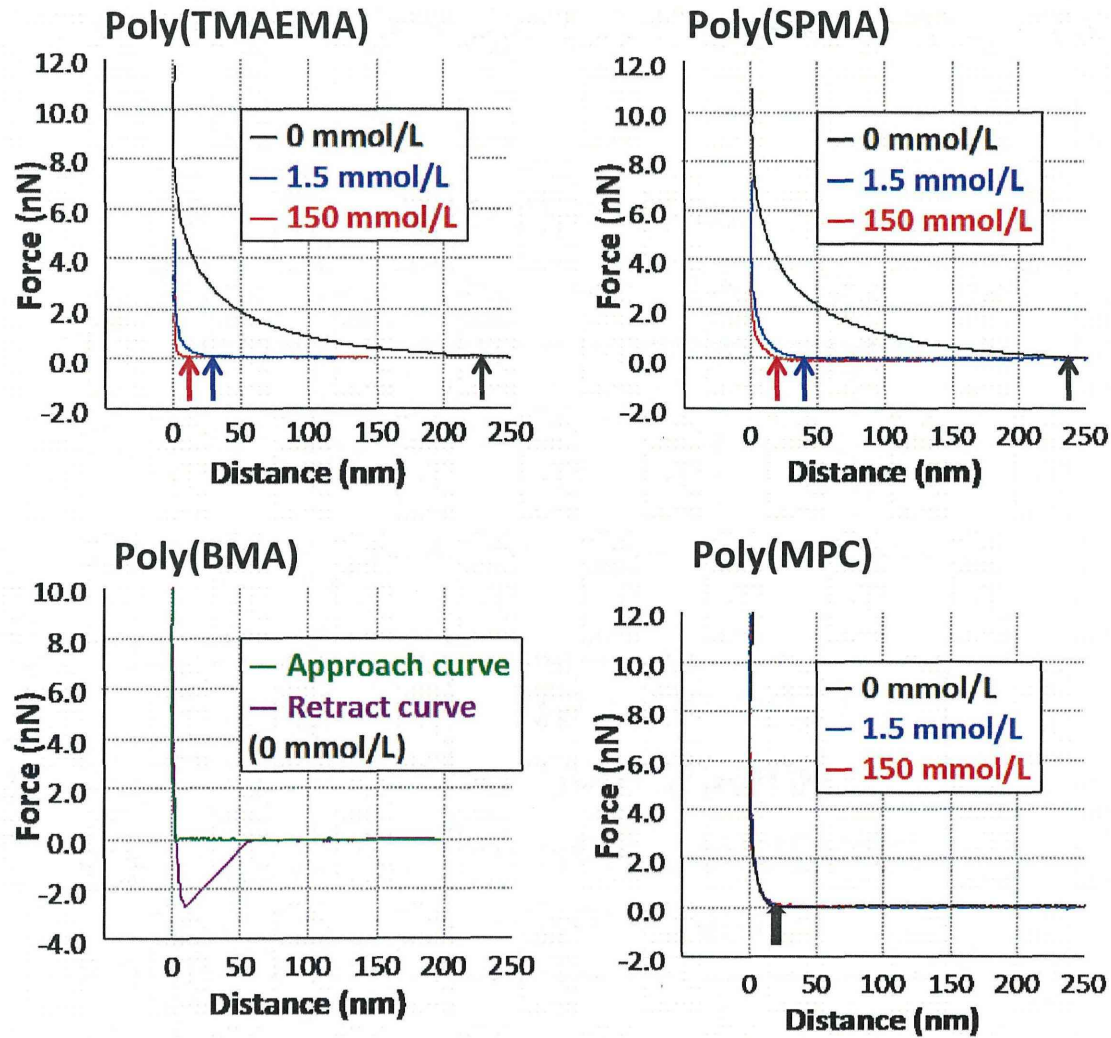 Poly(TMAEMA)
12.0
10.0
8.0
6.0
4.0
2.0
0.0
-2.0
Force (nN)
0 mmol/L
1.5 mmol/L
150 mmol/L
0 50 100 150 200 250
Distance (nm)
Poly(SPMA)
12.0
10.0
8.0
6.0
4.0
2.0
0.0
-2.0
Force (nN)
0 mmol/L
1.5 mmol/L
150 mmol/L
0 50 100 150 200 250
Distance (nm)
Poly(BMA)
10.0
8.0
6.0
4.0
2.0
0.0
-2.0
-4.0
Force (nN)
Approach curve
Retract curve
(0 mmol/L)
0 50 100 150 200 250
Distance (nm)
Poly(MPC)
12.0
10.0
8.0
6.0
4.0
2.0
0.0
-2.0
Force (nN)
0 mmol/L
1.5 mmol/L
150 mmol/L
0 50 100 150 200 250
Distance (nm)